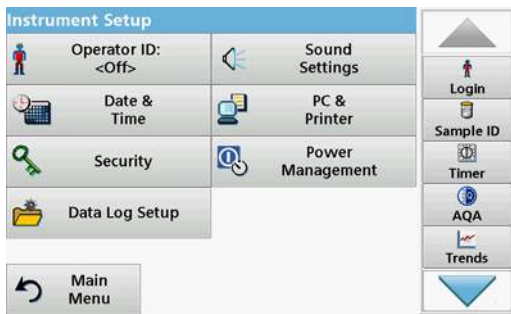 Instrument Setup
Operator ID:
<Off>
Sound
Settings
Date &
Time
PC &
Printer
Security
Power
Management
Data Log Setup
Main
Menu
Login
Sample ID
Timer
AQA
Trends